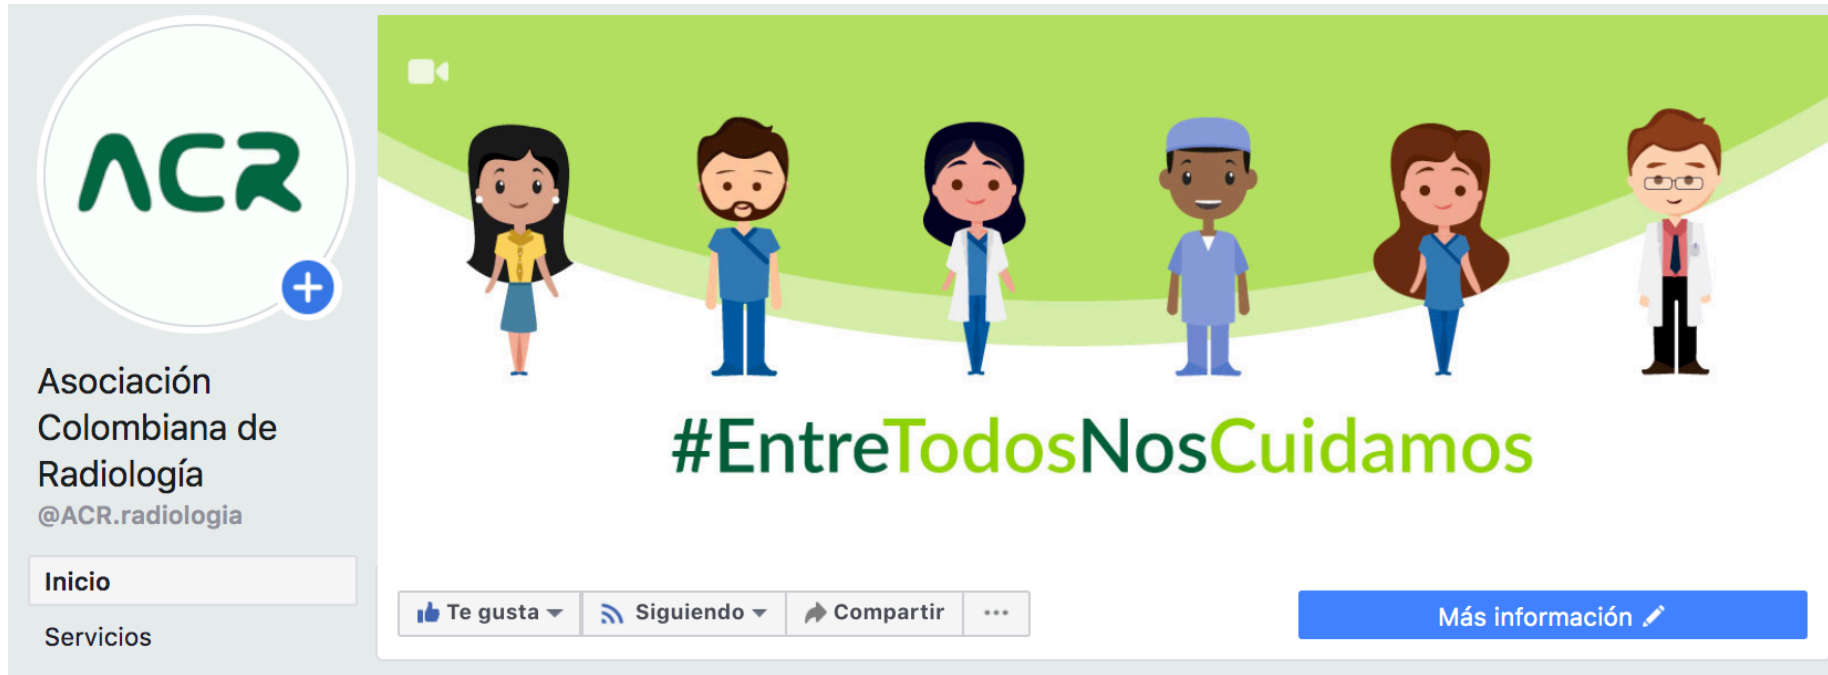 ACR
Asociación
Colombiana de
Radiología
@ACR.radiologia
Inicio
Servicios
#EntreTodosNosCuidamos
Te gusta
Siguiendo
Compartir
Más información